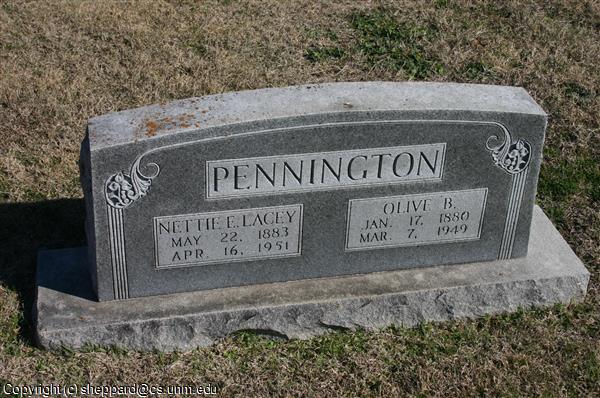 PENNINGTON
NETTIE E. LACEY
MAY 22, 1883
APR. 16, 1951
OLIVE B.
JAN. 17, 1880
MAR. 7, 1949
Copyright (c) sheppard@cs.unm.edu